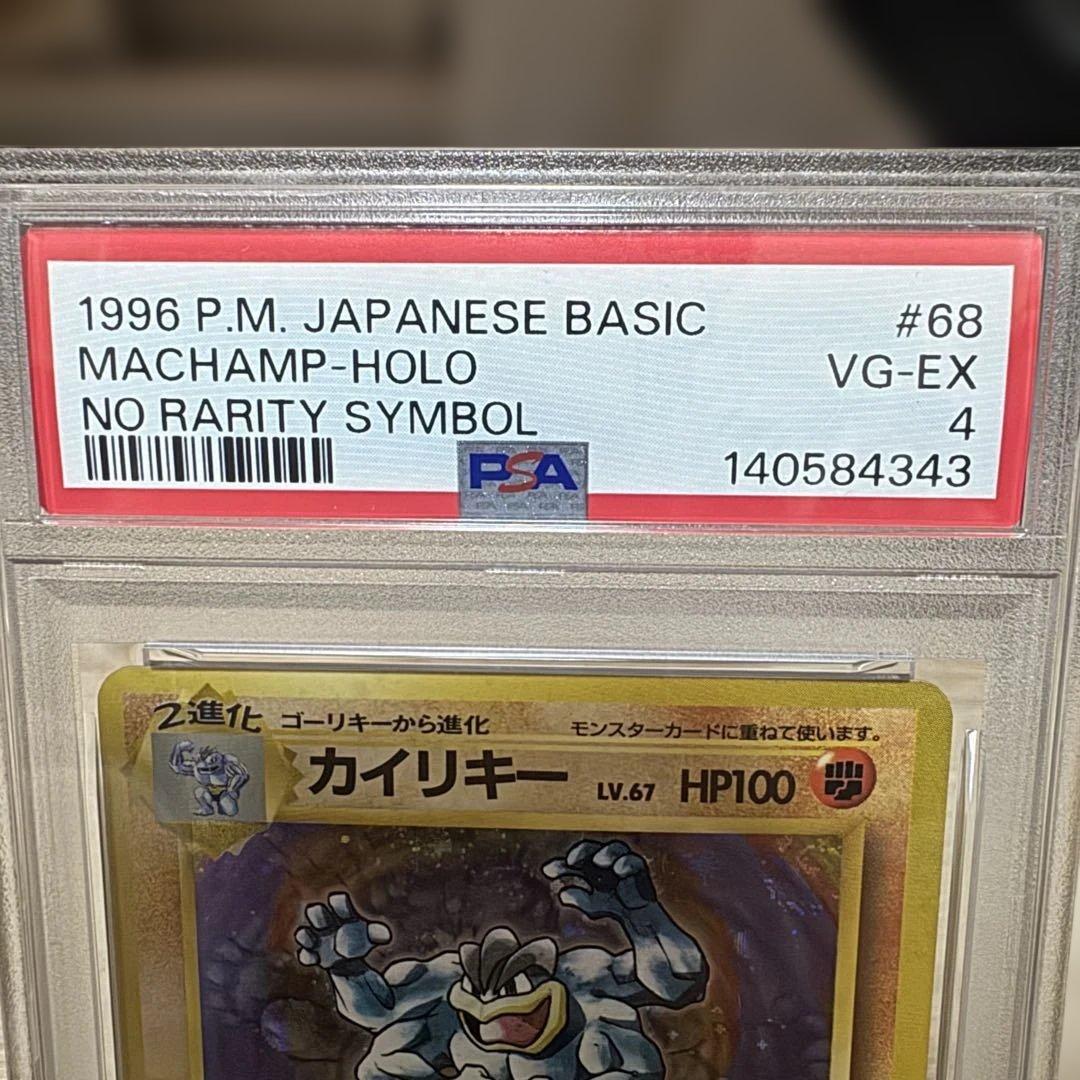 1996 P.M. JAPANESE BASIC #68
MACHAMP-HOLO VG-EX
NO RARITY SYMBOL 4
PSA 140584343
2進化 ゴーリキーから進化 モンスターカードに重ねて使います。
カイリキー LV.67 HP100